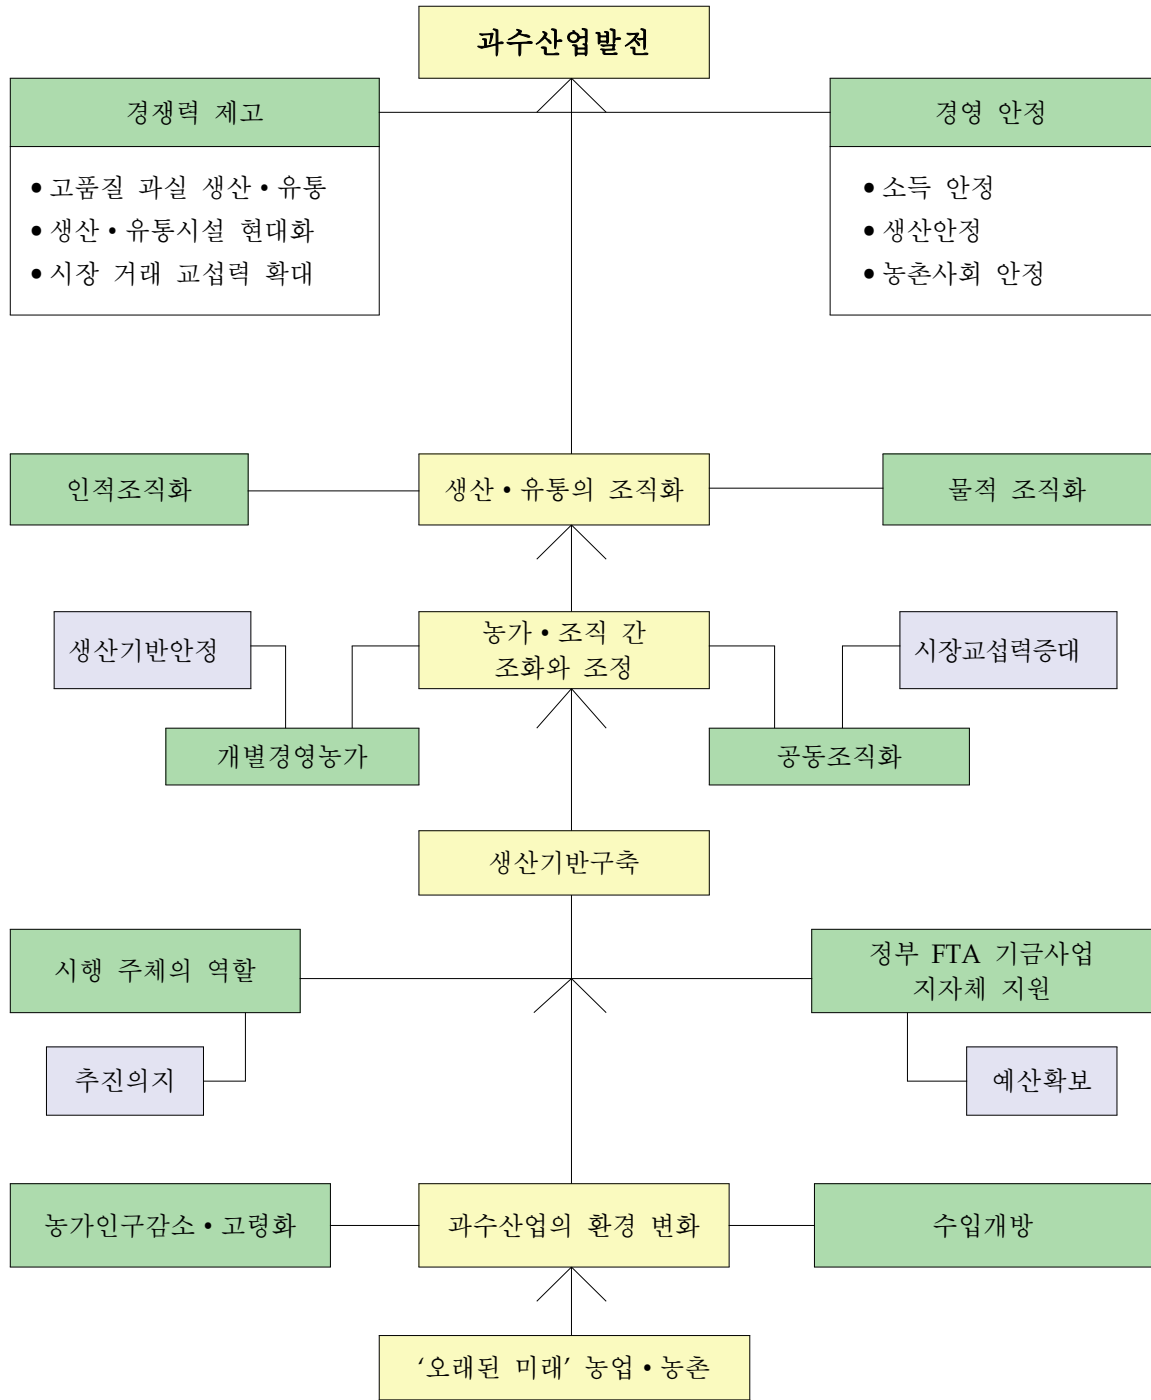 과수산업발전
경쟁력 제고
• 고품질 과실 생산•유통
• 생산•유통시설 현대화
• 시장 거래 교섭력 확대
경영 안정
• 소득 안정
• 생산안정
• 농촌사회 안정
인적조직화
생산•유통의 조직화
물적 조직화
생산기반안정
농가•조직 간
조화와 조정
시장교섭력증대
개별경영농가
공동조직화
생산기반구축
시행 주체의 역할
정부 FTA 기금사업
지자체 지원
추진의지
예산확보
농가인구감소•고령화
과수산업의 환경 변화
수입개방
‘오래된 미래’ 농업•농촌